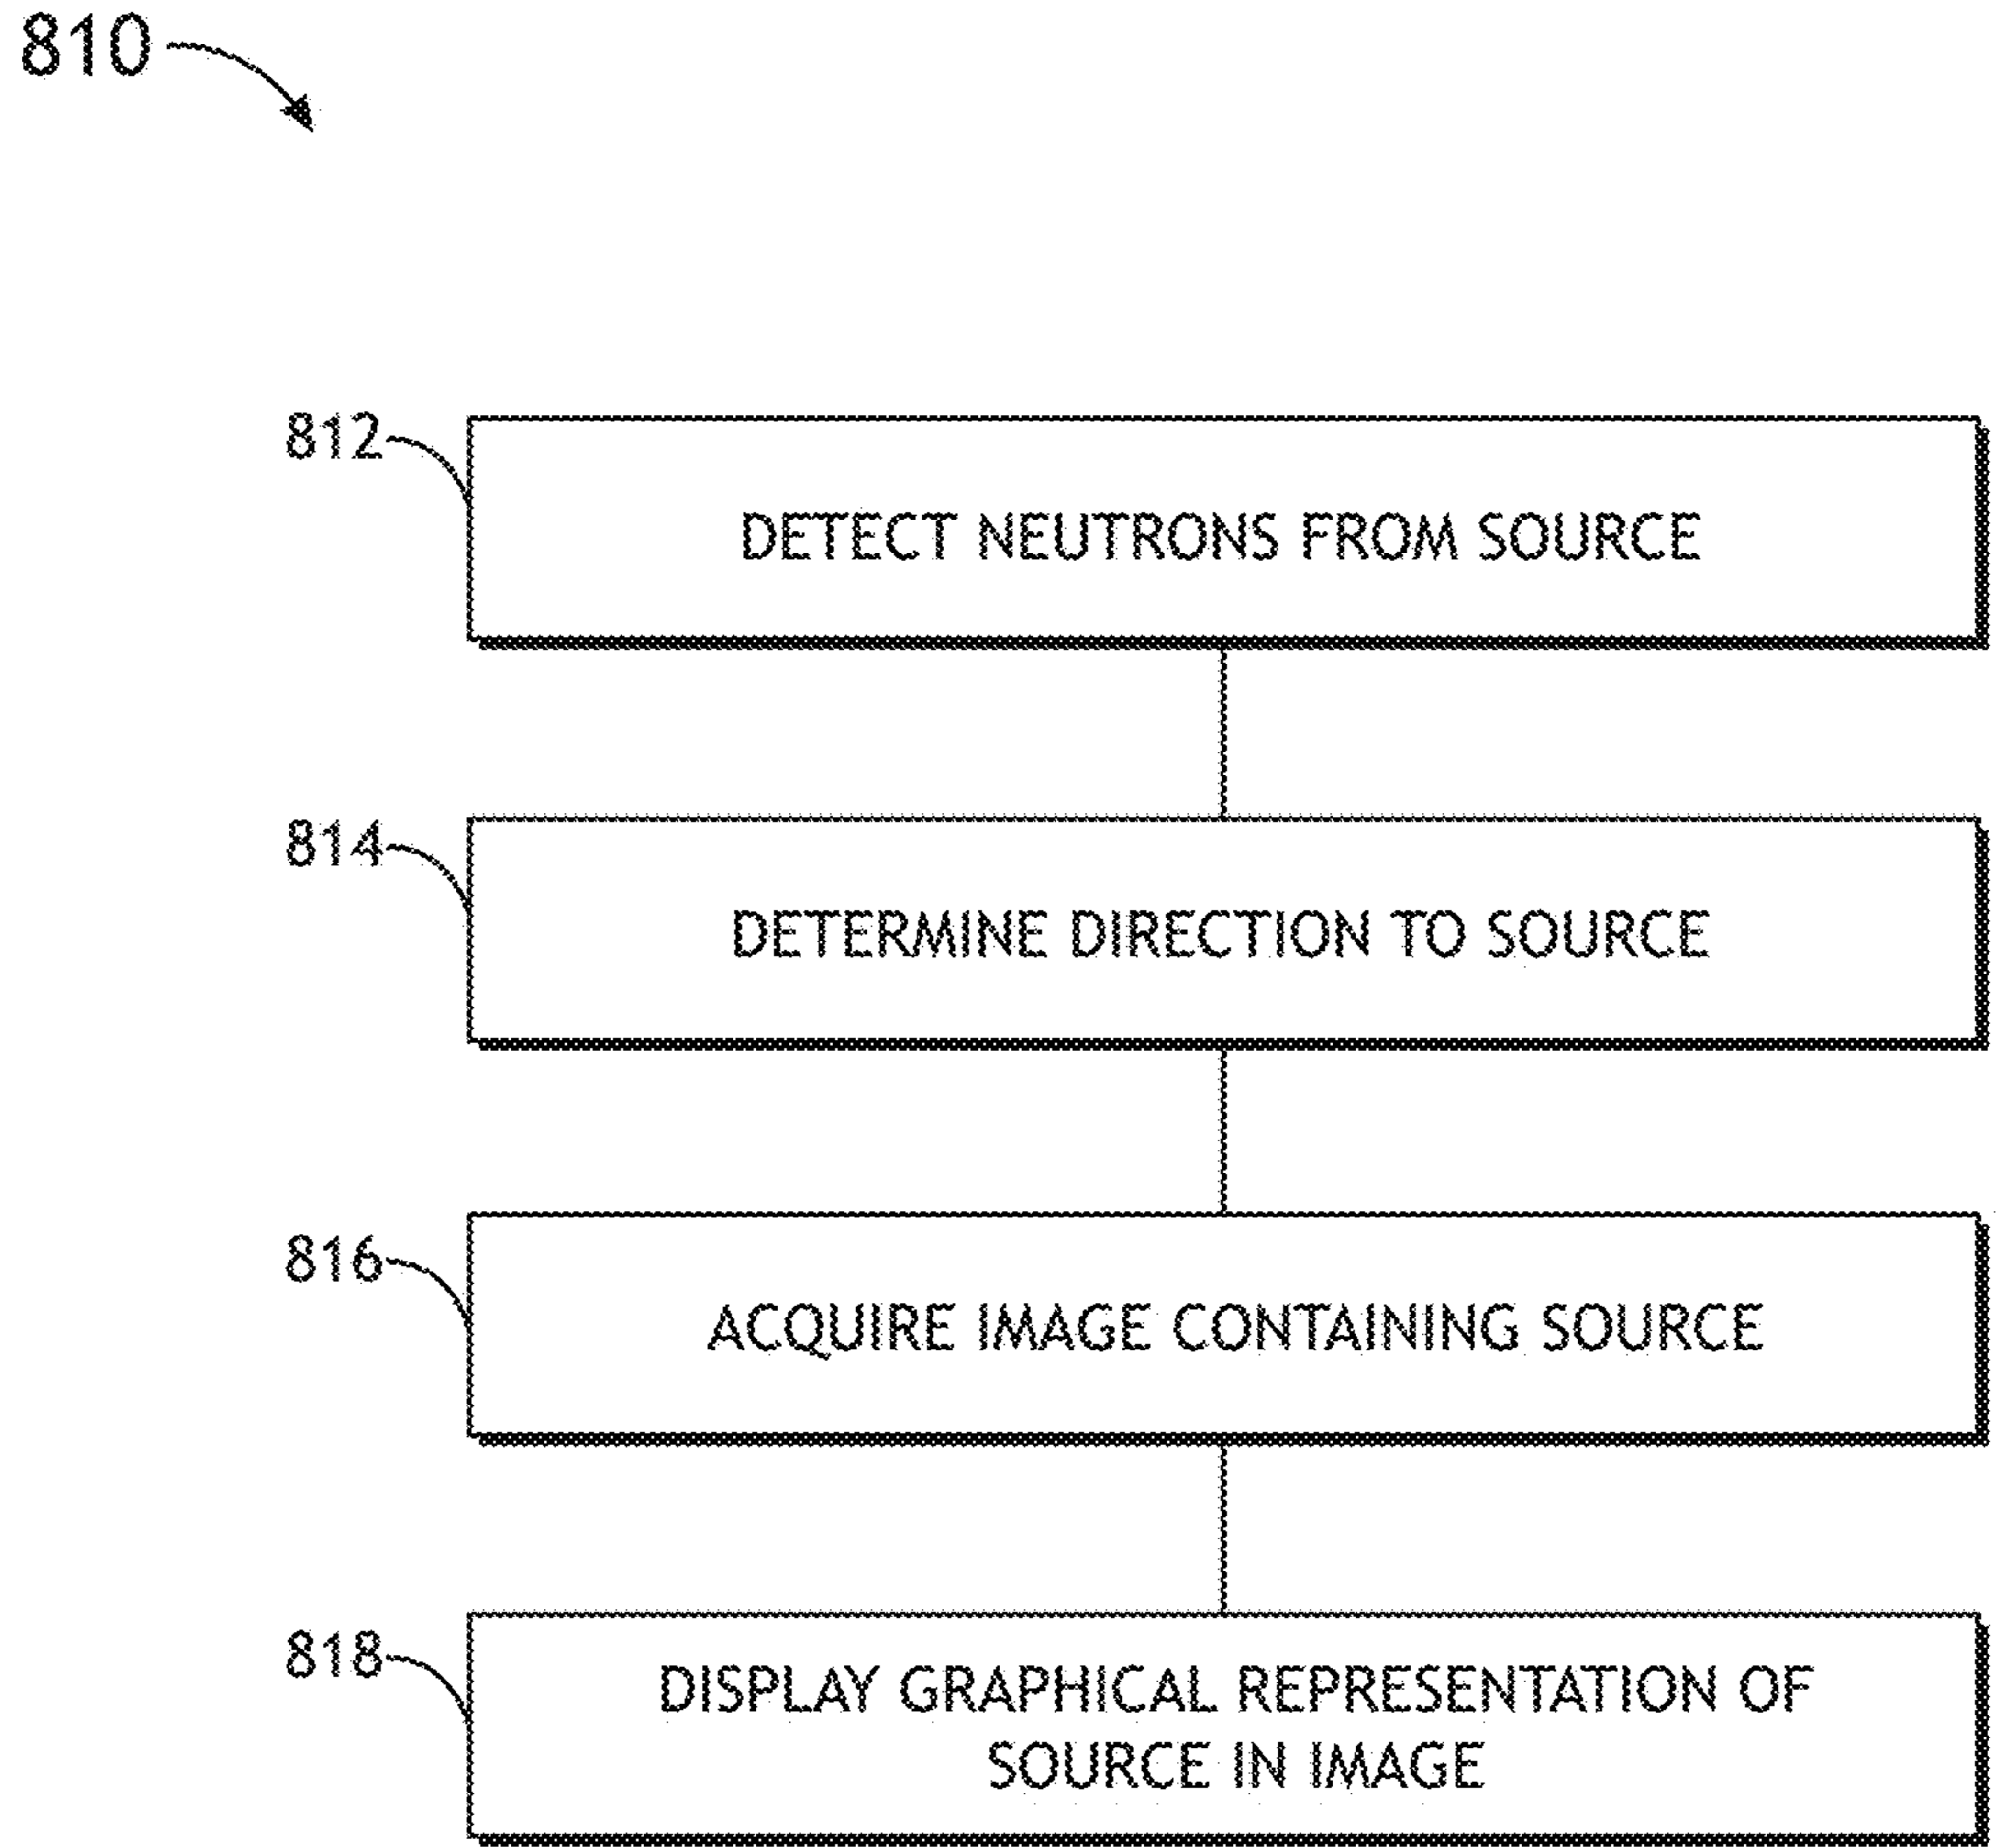 810
812
DETECT NEUTRONS FROM SOURCE
814
DETERMINE DIRECTION TO SOURCE
816
ACQUIRE IMAGE CONTAINING SOURCE
818
DISPLAY GRAPHICAL REPRESENTATION OF
SOURCE IN IMAGE